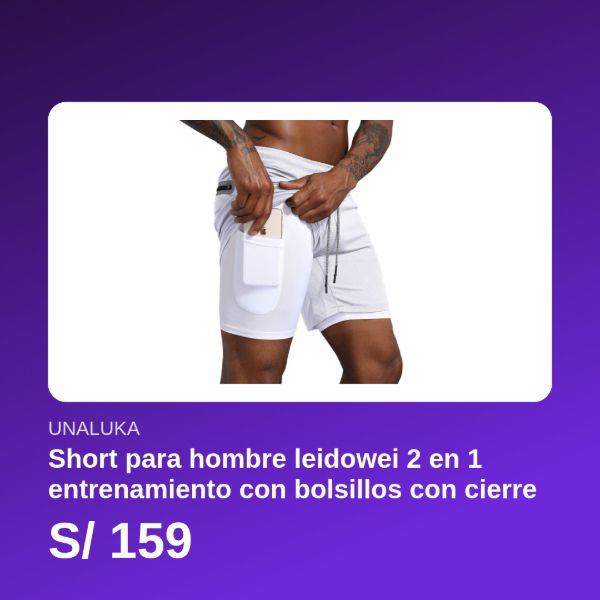 UNALUKA
Short para hombre leidowei 2 en 1
entrenamiento con bolsillos con cierre
S/ 159